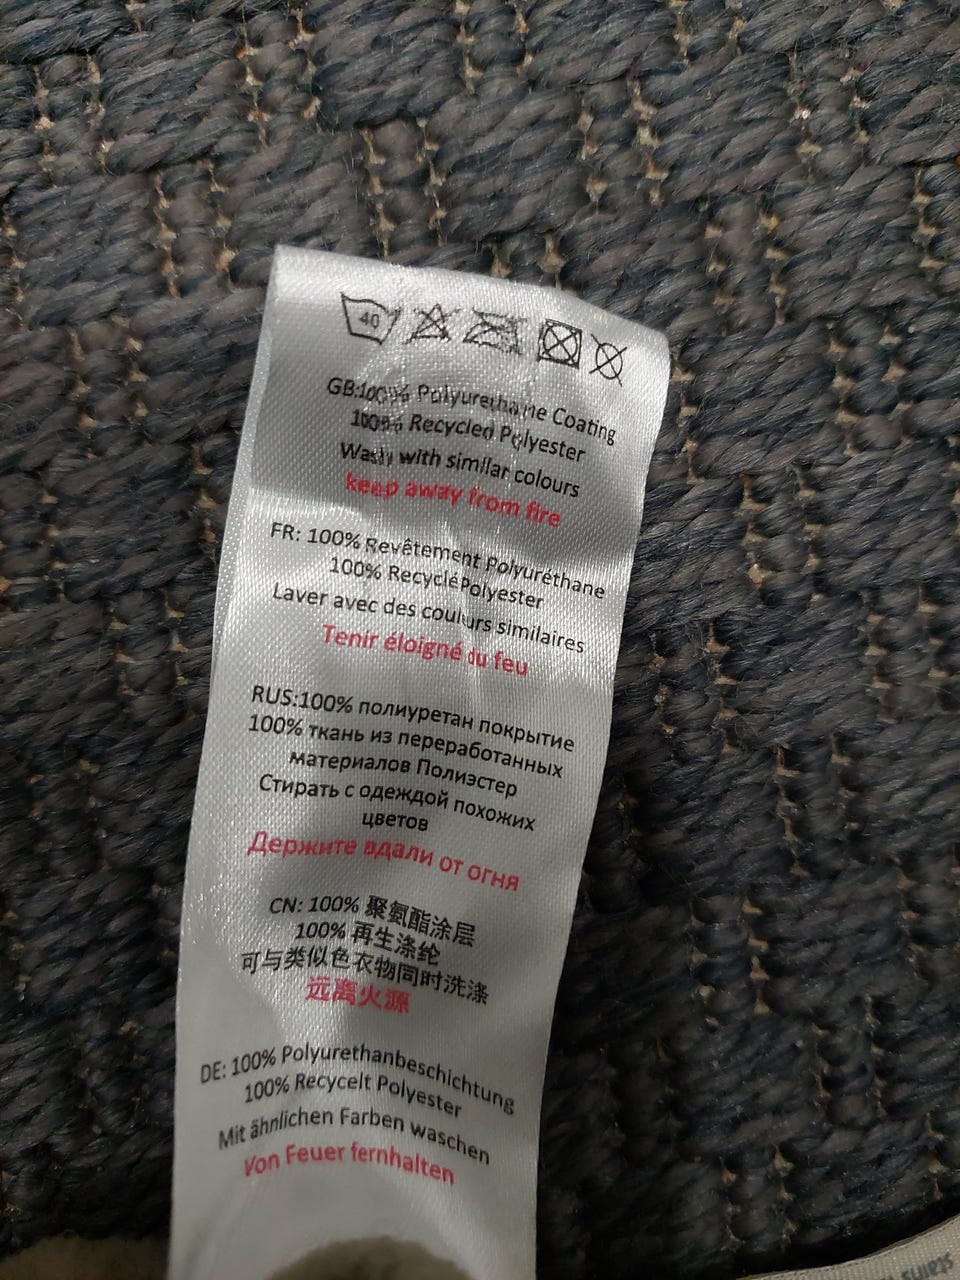 40
GB:100% Polyurethane Coating
100% Recycled Polyester
Wash with similar colours
keep away from fire
FR: 100% Revêtement Polyuréthane
100% RecycléPolyester
Laver avec des couleurs similaires
Tenir éloigné du feu
RUS:100% полиуретан покрытие
100% ткань из переработанных
материалов Полиэстер
Стирать с одеждой похожих
цветов
Держите вдали от огня
CN: 100% 聚氨酯涂层
100% 再生涤纶
可与类似色衣物同时洗涤
远离火源
DE: 100% Polyurethanbeschichtung
100% Recycelt Polyester
Mit ähnlichen Farben waschen
Von Feuer fernhalten